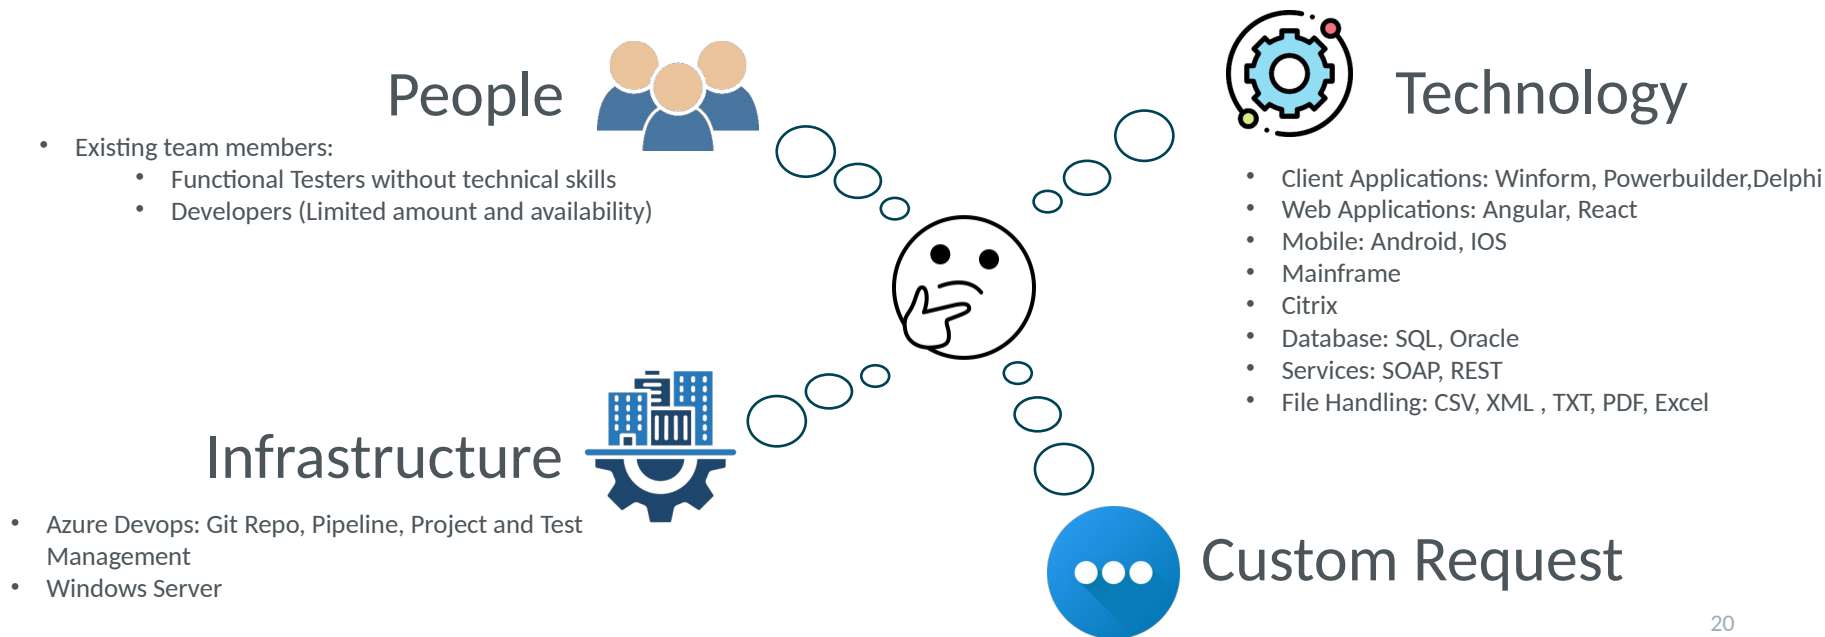 People
• Existing team members:
• Functional Testers without technical skills
• Developers (Limited amount and availability)
Technology
• Client Applications: Winform, Powerbuilder,Delphi
• Web Applications: Angular, React
• Mobile: Android, IOS
• Mainframe
• Citrix
• Database: SQL, Oracle
• Services: SOAP, REST
• File Handling: CSV, XML , TXT, PDF, Excel
Infrastructure
• Azure Devops: Git Repo, Pipeline, Project and Test
Management
• Windows Server
Custom Request
20